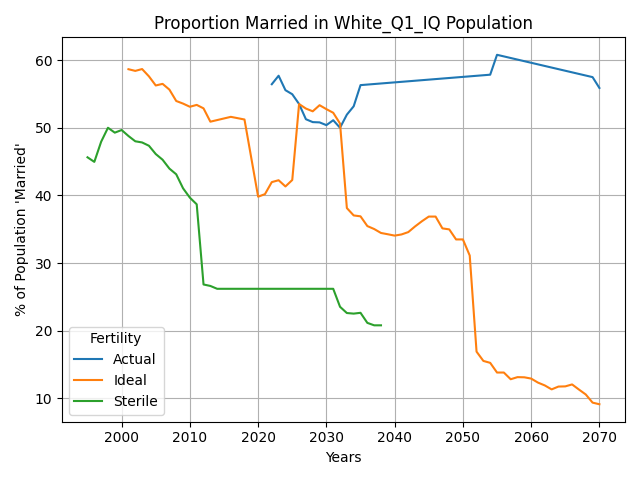 Proportion Married in White_Q1_IQ Population
% of Population 'Married'
60
50
40
30
20
10
Fertility
Actual
Ideal
Sterile
2000 2010 2020 2030 2040 2050 2060 2070
Years